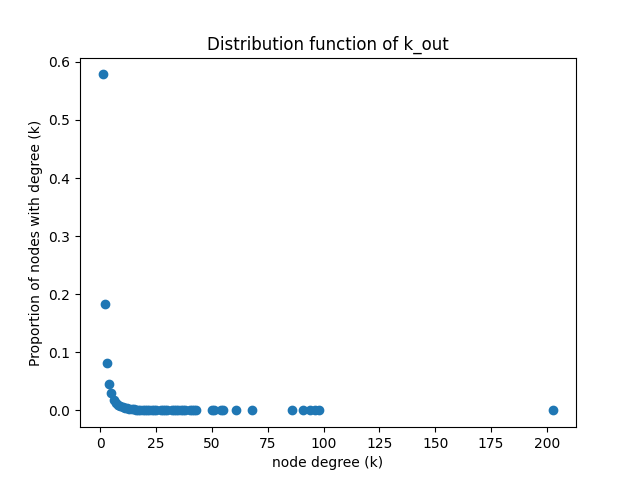 Distribution function of k_out
Proportion of nodes with degree (k)
0.6
0.5
0.4
0.3
0.2
0.1
0.0
0 25 50 75 100 125 150 175 200
node degree (k)